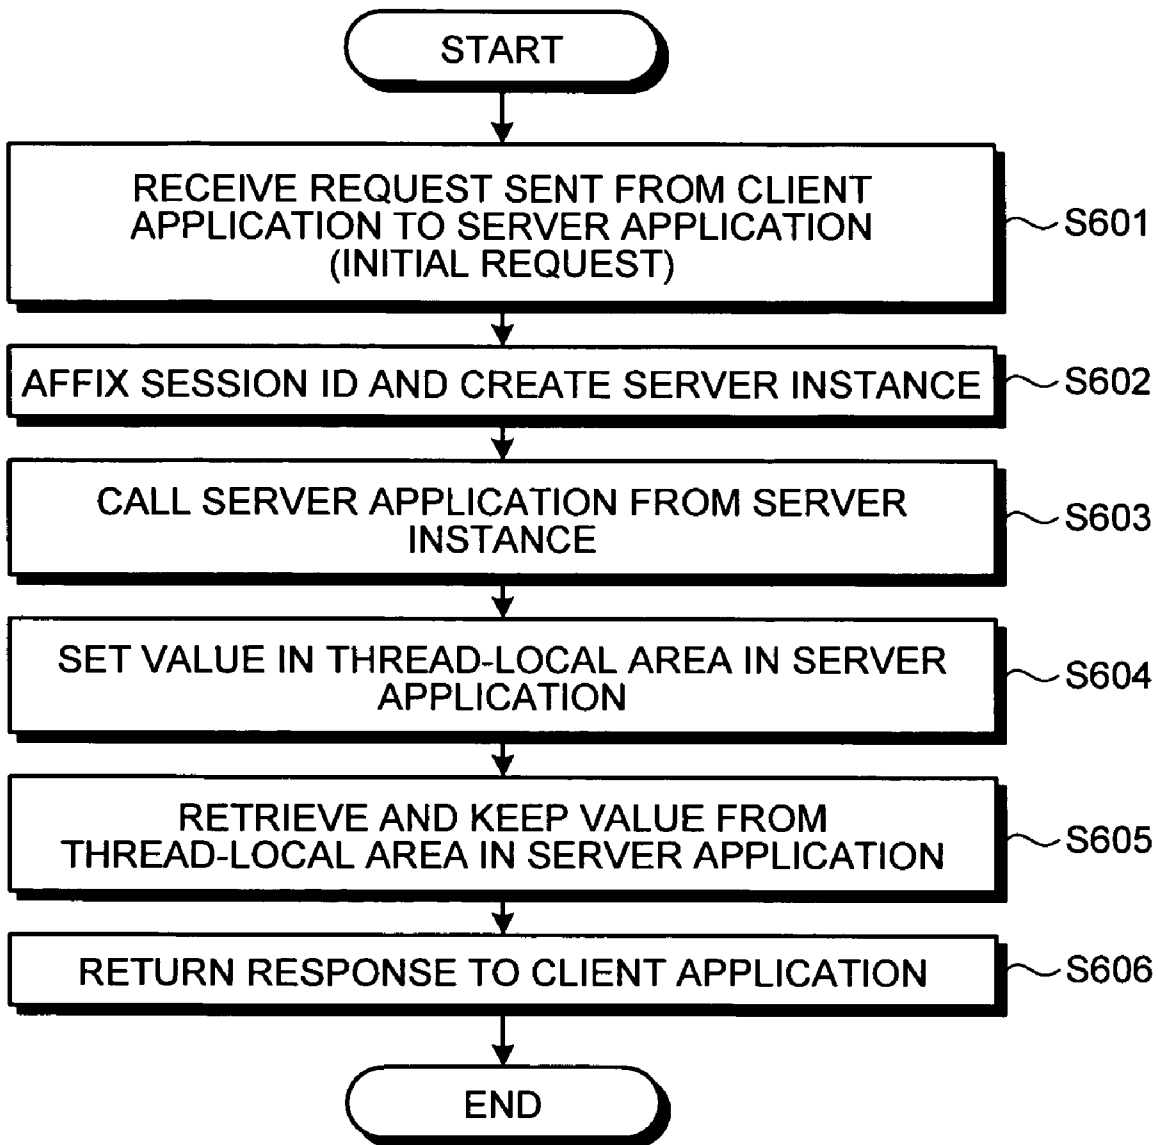 START
RECEIVE REQUEST SENT FROM CLIENT
APPLICATION TO SERVER APPLICATION
(INITIAL REQUEST)
S601
AFFIX SESSION ID AND CREATE SERVER INSTANCE
S602
CALL SERVER APPLICATION FROM SERVER
INSTANCE
S603
SET VALUE IN THREAD-LOCAL AREA IN SERVER
APPLICATION
S604
RETRIEVE AND KEEP VALUE FROM
THREAD-LOCAL AREA IN SERVER APPLICATION
S605
RETURN RESPONSE TO CLIENT APPLICATION
S606
END